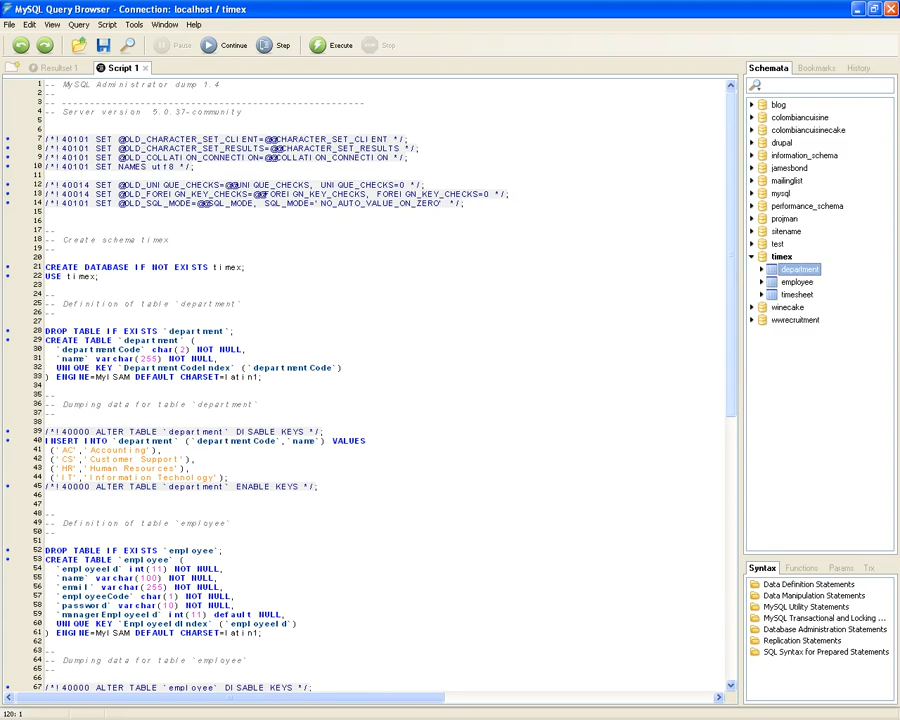 MySQL Query Browser - Connection: localhost / timex
File Edit View Query Script Tools Window Help
Pause Continue Step Execute Stop
Resultset 1 Script 1
1 -- MySQL Administrator dump 1.4
2 --
3 -- ------------------------------------------------------
4 -- Server version 5.0.37-community
5
6
7 /*!40101 SET @OLD_CHARACTER_SET_CLIENT=@@CHARACTER_SET_CLIENT */;
8 /*!40101 SET @OLD_CHARACTER_SET_RESULTS=@@CHARACTER_SET_RESULTS */;
9 /*!40101 SET @OLD_COLLATION_CONNECTION=@@COLLATION_CONNECTION */;
10 /*!40101 SET NAMES utf8 */;
11
12 /*!40014 SET @OLD_UNIQUE_CHECKS=@@UNIQUE_CHECKS, UNIQUE_CHECKS=0 */;
13 /*!40014 SET @OLD_FOREIGN_KEY_CHECKS=@@FOREIGN_KEY_CHECKS, FOREIGN_KEY_CHECKS=0 */;
14 /*!40101 SET @OLD_SQL_MODE=@@SQL_MODE, SQL_MODE='NO_AUTO_VALUE_ON_ZERO' */;
15
16
17 --
18 -- Create schema timex
19 --
20
21 CREATE DATABASE IF NOT EXISTS timex;
22 USE timex;
23
24 --
25 -- Definition of table `department`
26 --
27
28 DROP TABLE IF EXISTS `department`;
29 CREATE TABLE `department` (
30 `departmentCode` char(2) NOT NULL,
31 `name` varchar(255) NOT NULL,
32 UNIQUE KEY `DepartmentCodeIndex` (`departmentCode`)
33 ) ENGINE=MyISAM DEFAULT CHARSET=latin1;
34
35 --
36 -- Dumping data for table `department`
37 --
38
39 /*!40000 ALTER TABLE `department` DISABLE KEYS */;
40 INSERT INTO `department` (`departmentCode`,`name`) VALUES
41 ('AC','Accounting'),
42 ('CS','Customer Support'),
43 ('HR','Human Resources'),
44 ('IT','Information Technology');
45 /*!40000 ALTER TABLE `department` ENABLE KEYS */;
46
47
48 --
49 -- Definition of table `employee`
50 --
51
52 DROP TABLE IF EXISTS `employee`;
53 CREATE TABLE `employee` (
54 `employeeId` int(11) NOT NULL,
55 `name` varchar(100) NOT NULL,
56 `email` varchar(255) NOT NULL,
57 `employeeCode` char(1) NOT NULL,
58 `password` varchar(10) NOT NULL,
59 `managerEmployeeId` int(11) default NULL,
60 UNIQUE KEY `EmployeeIdIndex` (`employeeId`)
61 ) ENGINE=MyISAM DEFAULT CHARSET=latin1;
62
63 --
64 -- Dumping data for table `employee`
65 --
66
67 /*!40000 ALTER TABLE `employee` DISABLE KEYS */;
Schemata Bookmarks History
blog
colombiancuisine
colombiancuisinecake
drupal
information_schema
jamesbond
mailinglist
mysql
performance_schema
projman
sitename
test
timex
department
employee
timesheet
winecake
wwrecruitment
Syntax Functions Params Trx
Data Definition Statements
Data Manipulation Statements
MySQL Utility Statements
MySQL Transactional and Locking ...
Database Administration Statements
Replication Statements
SQL Syntax for Prepared Statements
120: 1